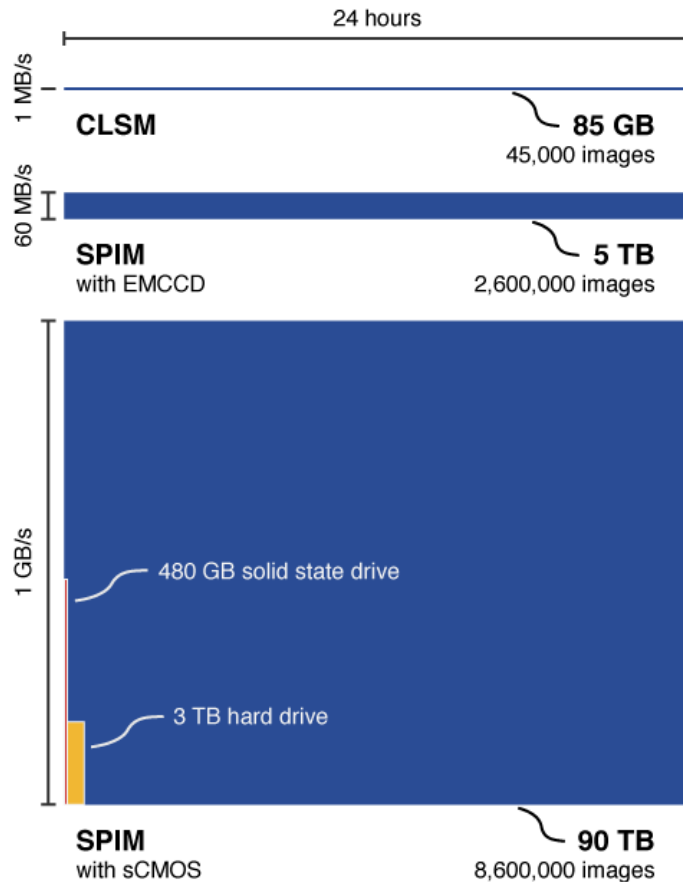 24 hours
1 MB/s
CLSM
85 GB
45,000 images
60 MB/s
SPIM
with EMCCD
5 TB
2,600,000 images
1 GB/s
480 GB solid state drive
3 TB hard drive
SPIM
with sCMOS
90 TB
8,600,000 images